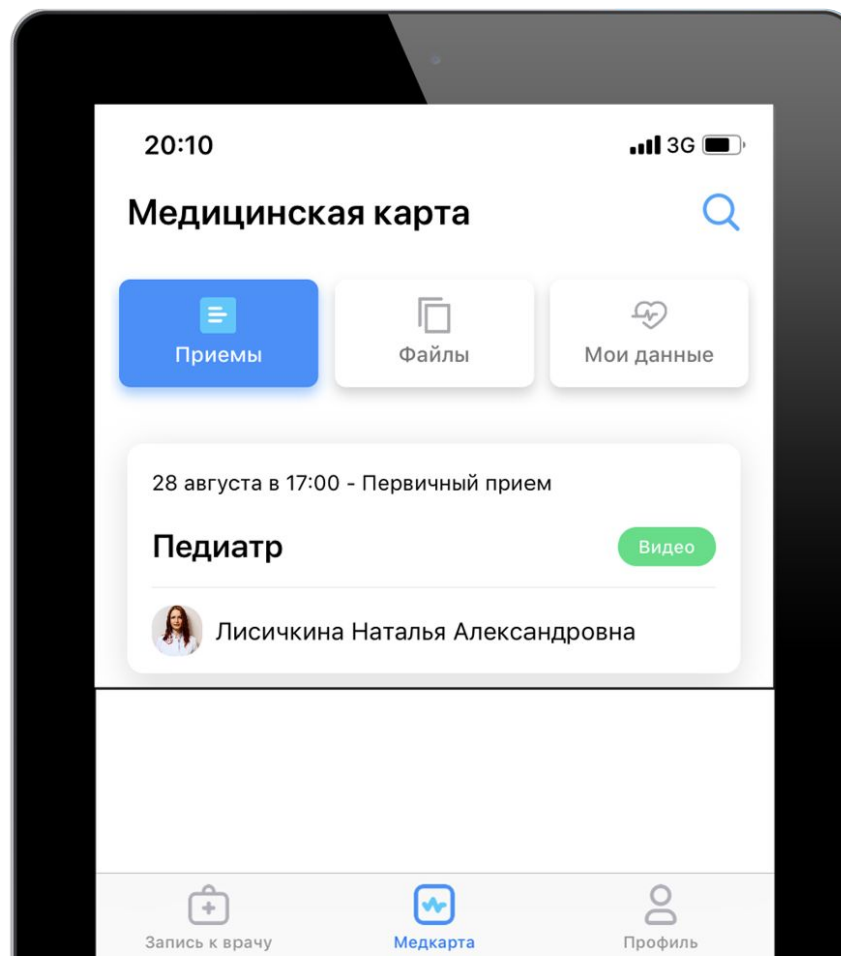 20:10 3G
Медицинская карта
Приемы Файлы Мои данные
28 августа в 17:00 - Первичный прием
Педиатр Видео
Лисичкина Наталья Александровна
Запись к врачу Медкарта Профиль